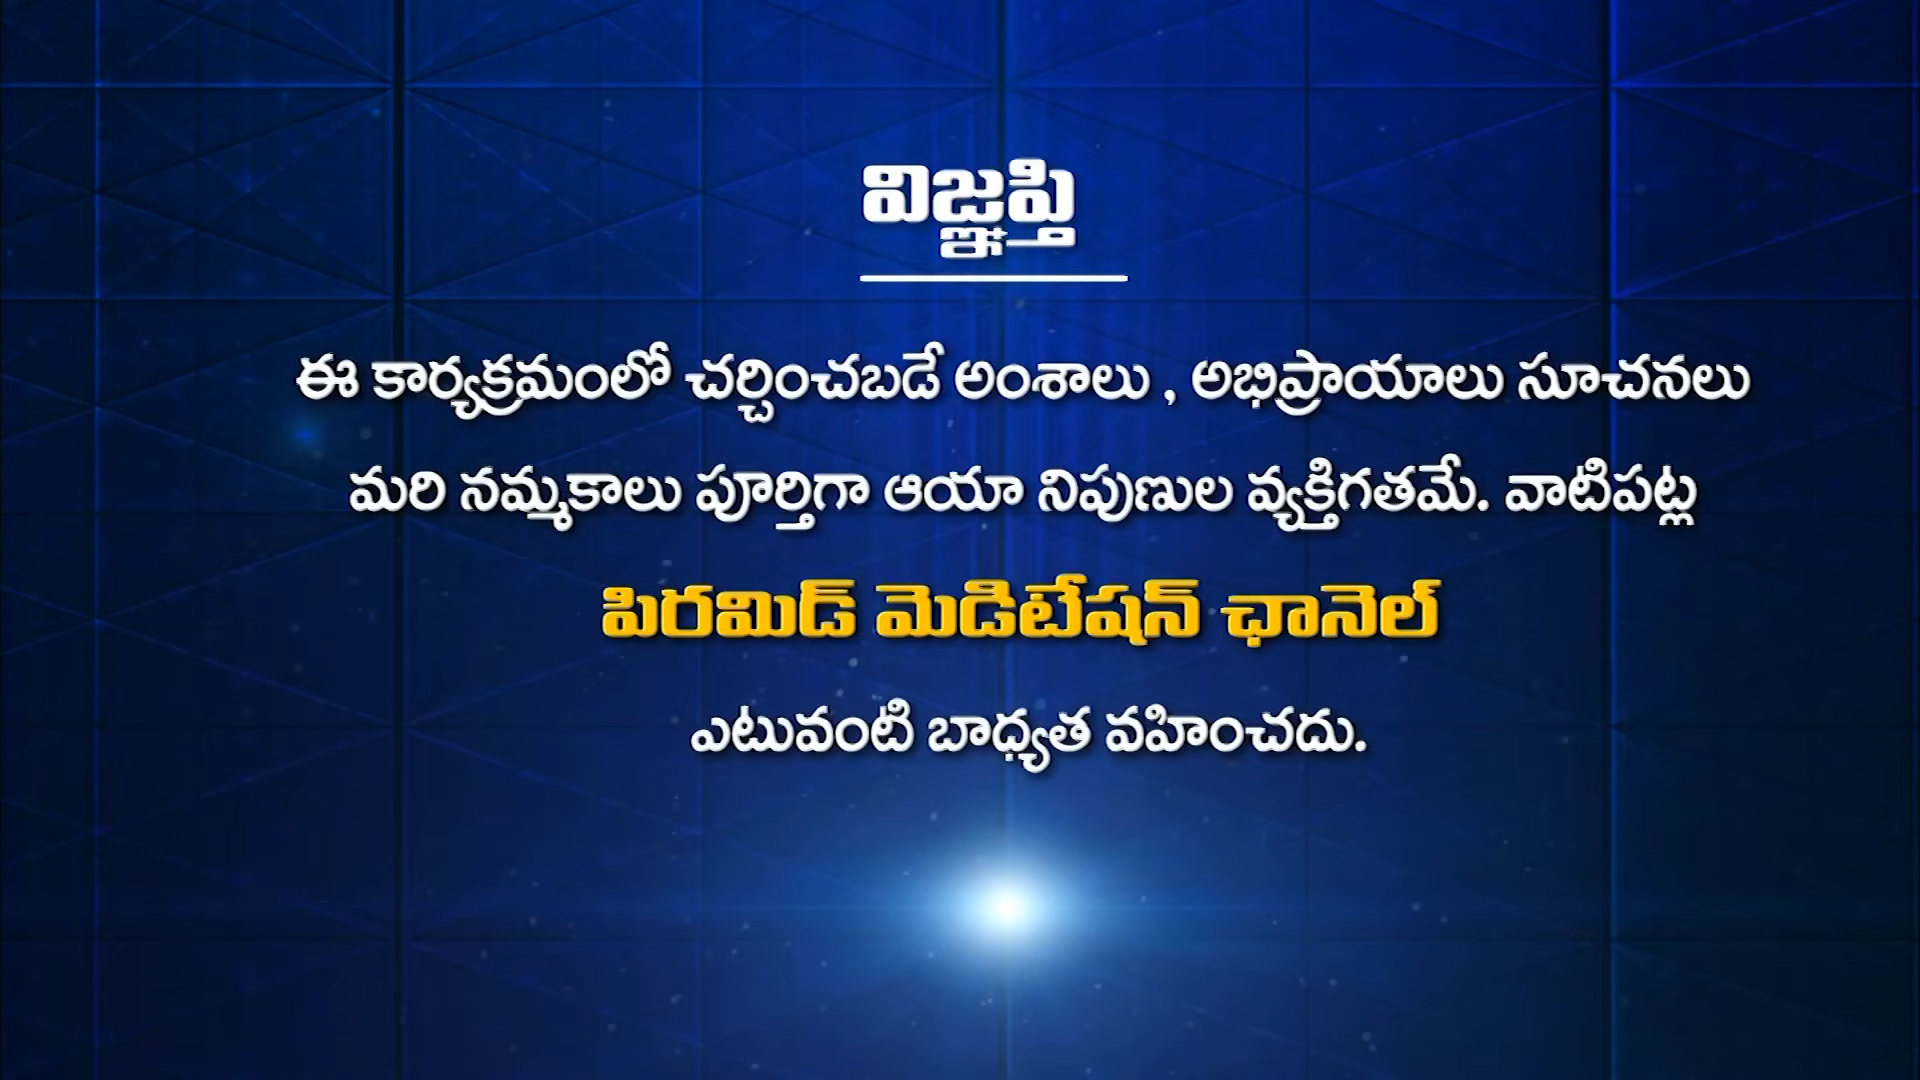 విజ్ఞప్తి
ఈ కార్యక్రమంలో చర్చించబడే అంశాలు , అభిప్రాయాలు సూచనలు
మరి నమ్మకాలు పూర్తిగా ఆయా నిపుణుల వ్యక్తిగతమే. వాటిపట్ల
పిరమిడ్ మెడిటేషన్ ఛానెల్
ఎటువంటి బాధ్యత వహించదు.